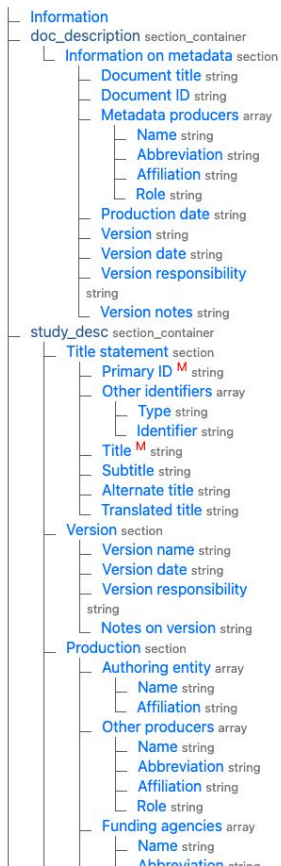 Information
doc_description section_container
Information on metadata section
Document title string
Document ID string
Metadata producers array
Name string
Abbreviation string
Affiliation string
Role string
Production date string
Version string
Version date string
Version responsibility
string
Version notes string
study_desc section_container
Title statement section
Primary ID M string
Other identifiers array
Type string
Identifier string
Title M string
Subtitle string
Alternate title string
Translated title string
Version section
Version name string
Version date string
Version responsibility
string
Notes on version string
Production section
Authoring entity array
Name string
Affiliation string
Other producers array
Name string
Abbreviation string
Affiliation string
Role string
Funding agencies array
Name string
Abbreviation string